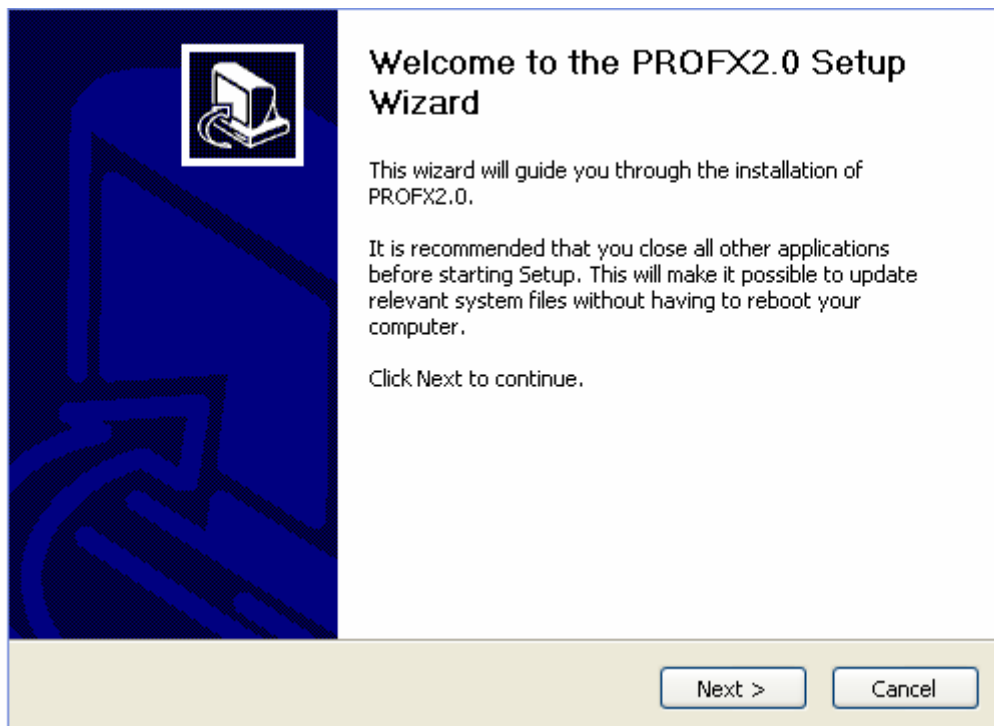 Welcome to the PROFX2.0 Setup
Wizard
This wizard will guide you through the installation of
PROFX2.0.
It is recommended that you close all other applications
before starting Setup. This will make it possible to update
relevant system files without having to reboot your
computer.
Click Next to continue.
Next >
Cancel